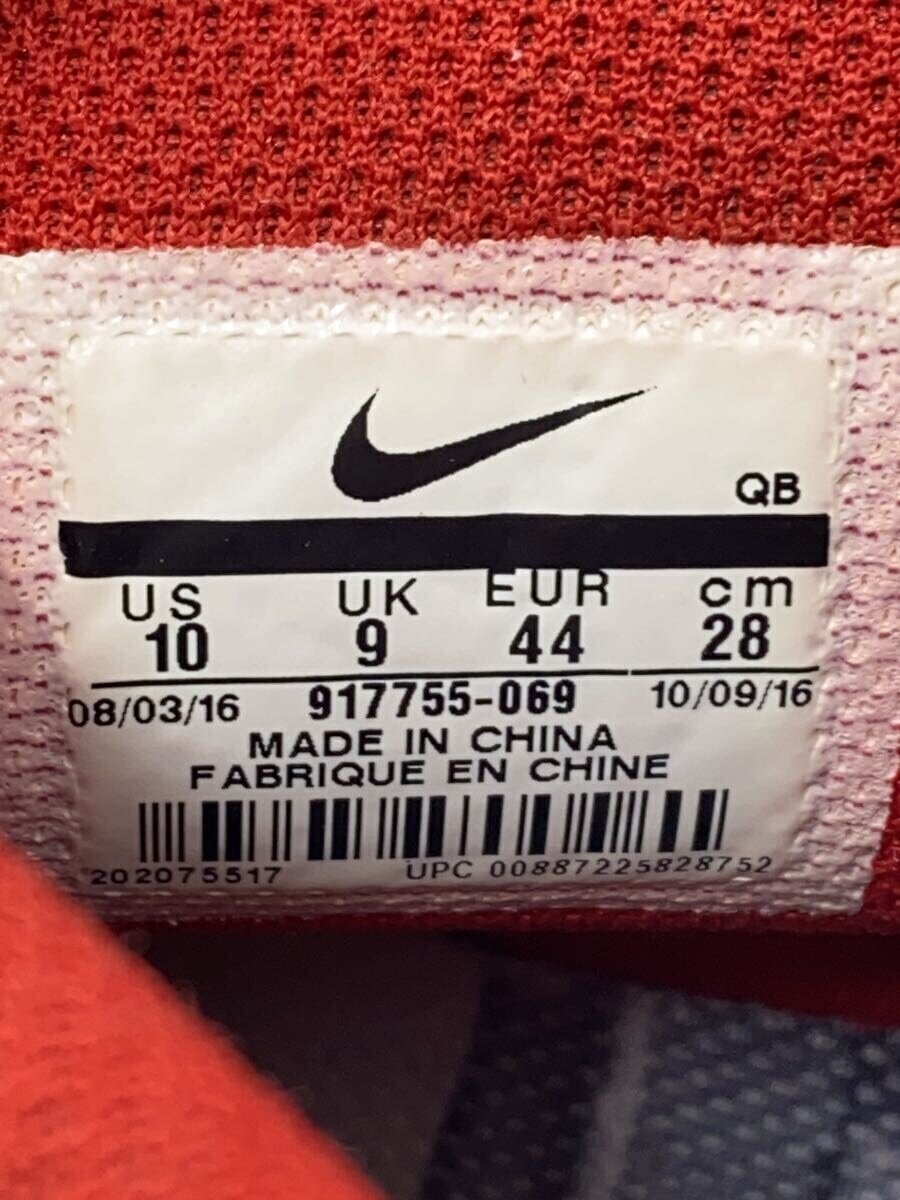 QB
US UK EUR cm
10 9 44 28
08/03/16 917755-069 10/09/16
MADE IN CHINA
FABRIQUE EN CHINE
202075517 UPC 00887225828752